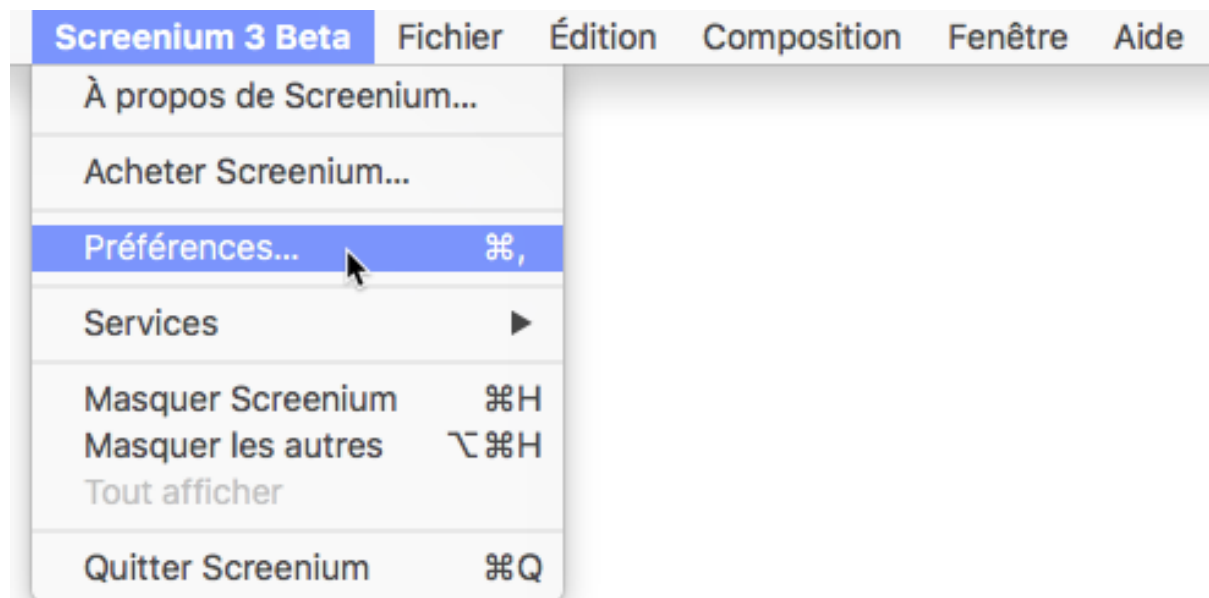 Screenium 3 Beta Fichier Édition Composition Fenêtre Aide
À propos de Screenium...
Acheter Screenium...
Préférences... ⌘,
Services ▶
Masquer Screenium ⌘H
Masquer les autres ⌥⌘H
Tout afficher
Quitter Screenium ⌘Q